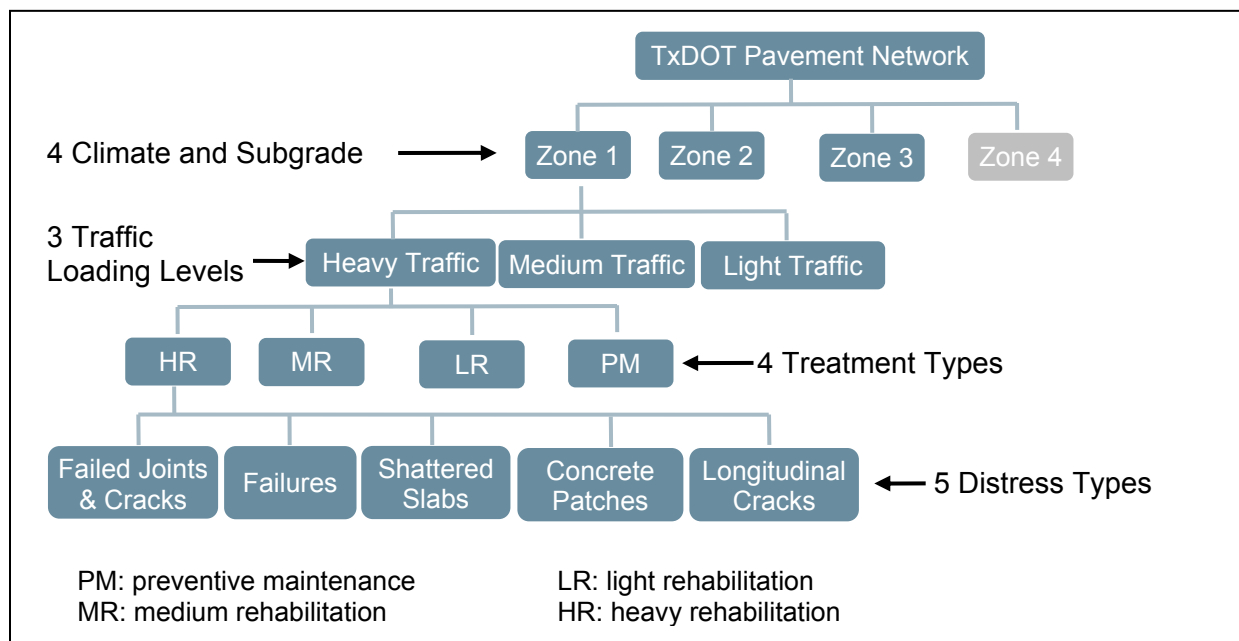 TxDOT Pavement Network
4 Climate and Subgrade
Zone 1
Zone 2
Zone 3
Zone 4
3 Traffic
Loading Levels
Heavy Traffic
Medium Traffic
Light Traffic
HR
MR
LR
PM
4 Treatment Types
Failed Joints
& Cracks
Failures
Shattered
Slabs
Concrete
Patches
Longitudinal
Cracks
5 Distress Types
PM: preventive maintenance
LR: light rehabilitation
MR: medium rehabilitation
HR: heavy rehabilitation